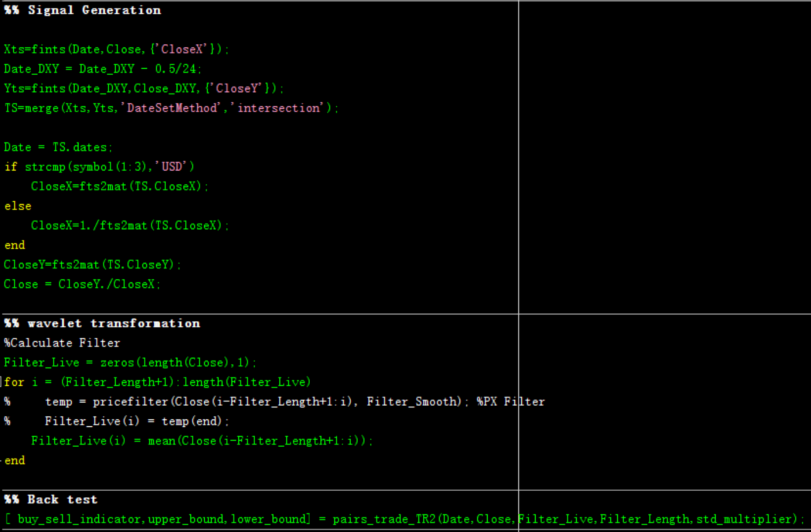 %% Signal Generation
Xts=fints(Date,Close,{'CloseX'});
Date_DXY = Date_DXY - 0.5/24;
Yts=fints(Date_DXY,Close_DXY,{'CloseY'});
TS=merge(Xts,Yts,'DateSetMethod','intersection');
Date = TS.dates;
if strcmp(symbol(1:3),'USD')
    CloseX=fts2mat(TS.CloseX);
else
    CloseX=1./fts2mat(TS.CloseX);
end
CloseY=fts2mat(TS.CloseY);
Close = CloseY./CloseX;
%% wavelet transformation
%Calculate Filter
Filter_Live = zeros(length(Close),1);
for i = (Filter_Length+1):length(Filter_Live)
%     temp = pricefilter(Close(i-Filter_Length+1:i), Filter_Smooth); %PX Filter
%     Filter_Live(i) = temp(end);
    Filter_Live(i) = mean(Close(i-Filter_Length+1:i));
end
%% Back test
[ buy_sell_indicator,upper_bound,lower_bound] = pairs_trade_TR2(Date,Close,Filter_Live,Filter_Length,std_multiplier);